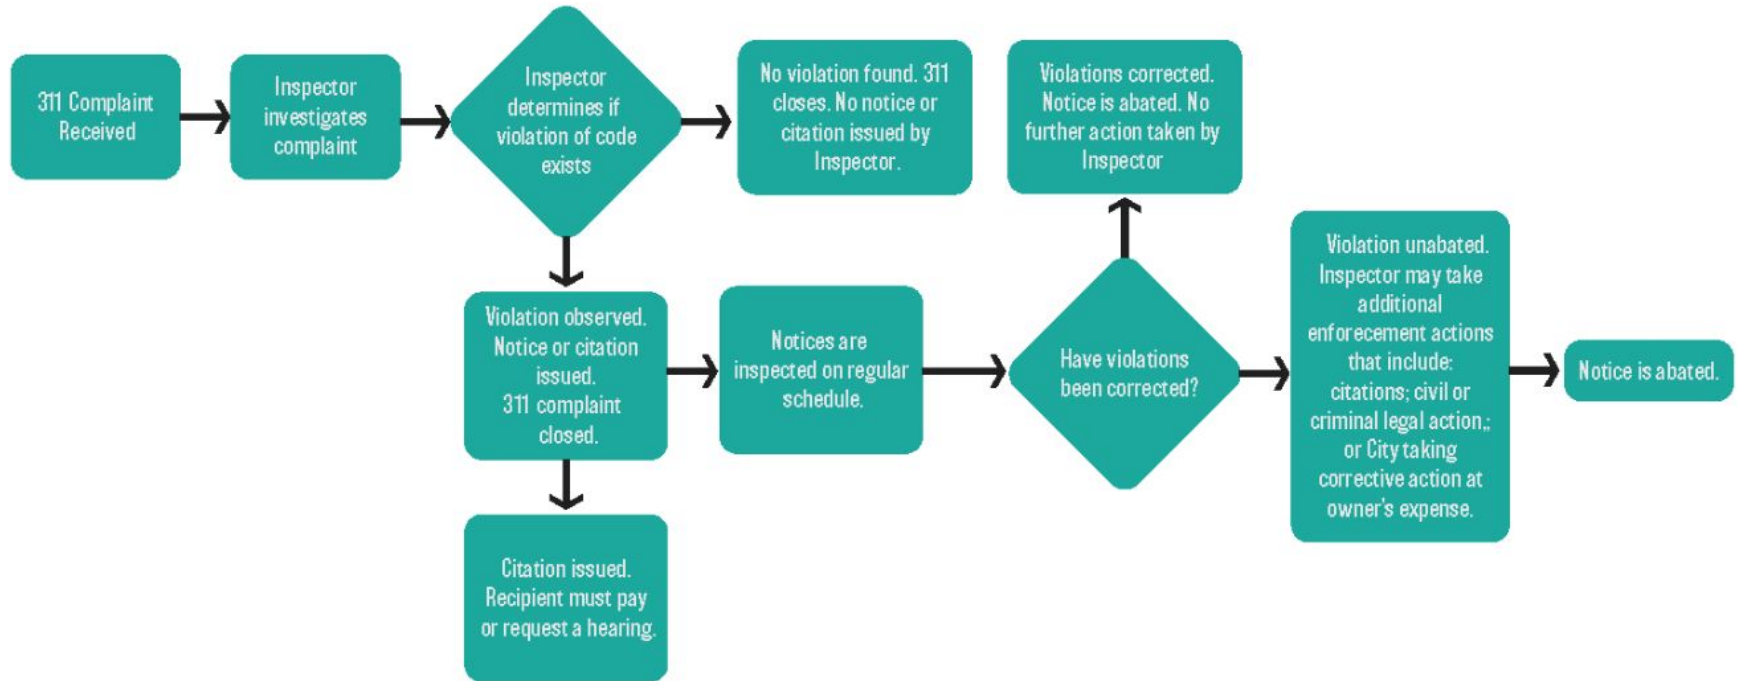 311 Complaint
Received
Inspector
investigates
complaint
Inspector
determines if
violation of code
exists
No violation found. 311
closes. No notice or
citation issued by
Inspector.
Violations corrected.
Notice is abated. No
further action taken by
Inspector
Violation observed.
Notice or citation
issued.
311 complaint
closed.
Notices are
inspected on regular
schedule.
Have violations
been corrected?
Violation unabated.
Inspector may take
additional
enforecement actions
that include:
citations; civil or
criminal legal action,;
or City taking
corrective action at
owner's expense.
Notice is abated.
Citation issued.
Recipient must pay
or request a hearing.